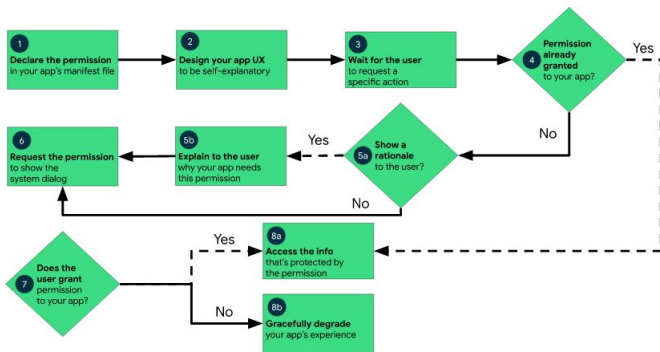 1
Declare the permission
in your app's manifest file
2
Design your app UX
to be self-explanatory
3
Wait for the user
to request a
specific action
4
Permission
already
granted
to your app?
Yes
No
5a
Show a
rationale
to the user?
Yes
No
5b
Explain to the user
why your app needs
this permission
6
Request the permission
to show the
system dialog
7
Does the
user grant
permission
to your app?
Yes
No
8a
Access the info
that's protected by
the permission
8b
Gracefully degrade
your app's experience